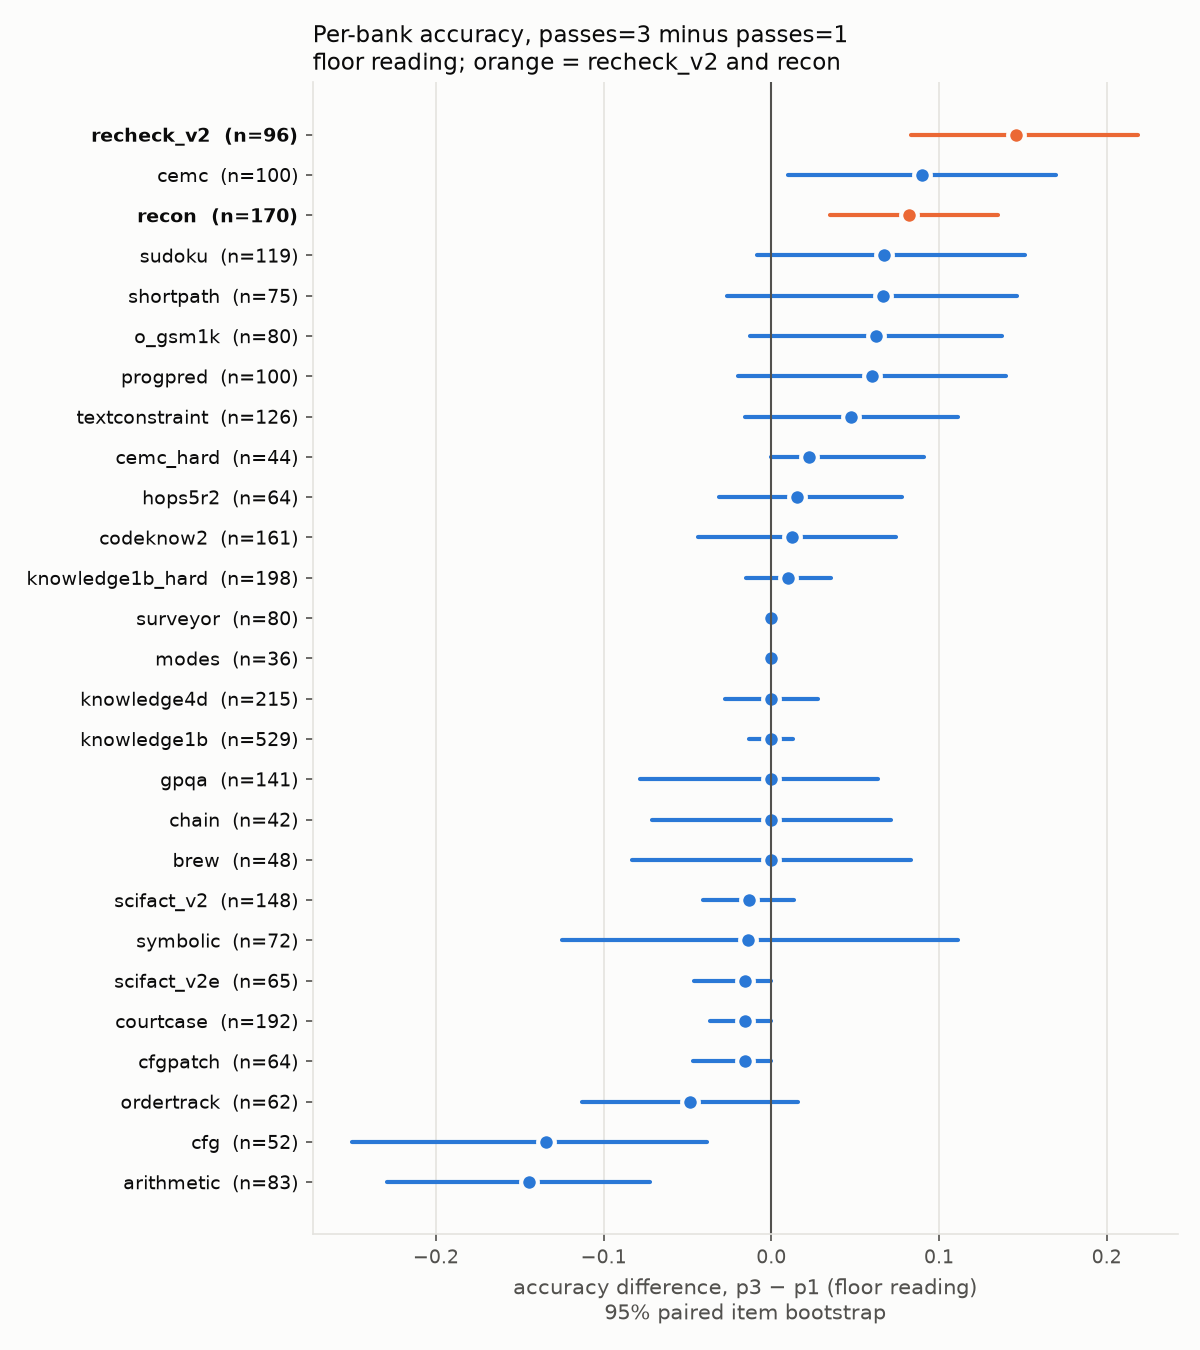 Per-bank accuracy, passes=3 minus passes=1
floor reading; orange = recheck_v2 and recon
recheck_v2 (n=96)
cemc (n=100)
recon (n=170)
sudoku (n=119)
shortpath (n=75)
o_gsm1k (n=80)
progpred (n=100)
textconstraint (n=126)
cemc_hard (n=44)
hops5r2 (n=64)
codeknow2 (n=161)
knowledge1b_hard (n=198)
surveyor (n=80)
modes (n=36)
knowledge4d (n=215)
knowledge1b (n=529)
gpqa (n=141)
chain (n=42)
brew (n=48)
scifact_v2 (n=148)
symbolic (n=72)
scifact_v2e (n=65)
courtcase (n=192)
cfgpatch (n=64)
ordertrack (n=62)
cfg (n=52)
arithmetic (n=83)
−0.2 −0.1 0.0 0.1 0.2
accuracy difference, p3 − p1 (floor reading)
95% paired item bootstrap